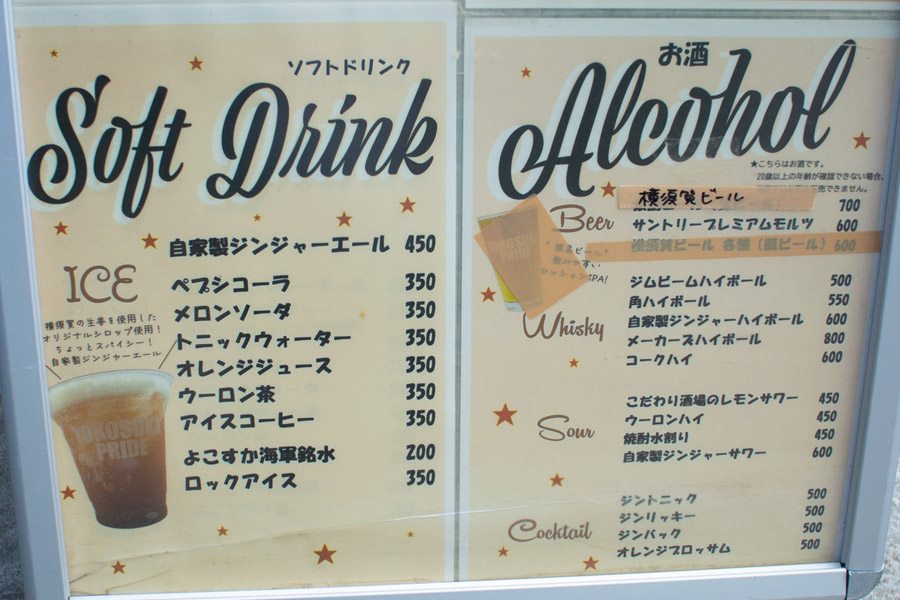 ソフトドリンク
Soft Drink
自家製ジンジャーエール 450
ICE
横須賀の生姜を使用した
オリジナルシロップ使用!
ちょっとスパイシー!
自家製ジンジャーエール
YOKOSUKA
PRIDE
ペプシコーラ 350
メロンソーダ 350
トニックウォーター 350
オレンジジュース 350
ウーロン茶 350
アイスコーヒー 350
よこすか海軍銘水 200
ロックアイス 350
お酒
Alcohol
★こちらはお酒です。
20歳以上の年齢が確認できない場合、
販売できません。
Beer
横須賀ビール 700
サントリープレミアムモルツ 600
横須賀ビール 各種(瓶ビール) 600
Whisky
ジムビームハイボール 500
角ハイボール 550
自家製ジンジャーハイボール 600
メーカーズハイボール 800
コークハイ 600
Sour
こだわり酒場のレモンサワー 450
ウーロンハイ 450
焼酎水割り 450
自家製ジンジャーサワー 600
Cocktail
ジントニック 500
ジンリッキー 500
ジンバック 500
オレンジブロッサム 500